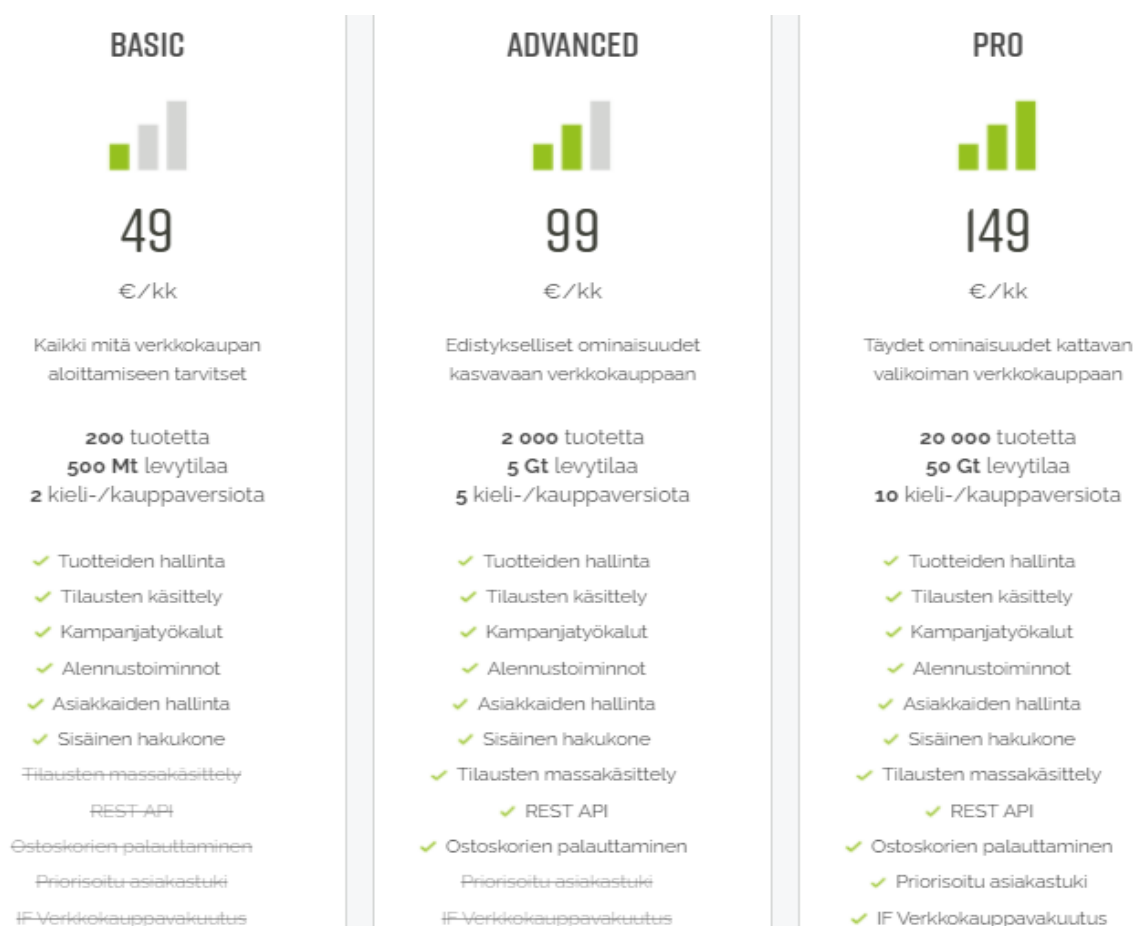 BASIC
49
€/kk
Kaikki mitä verkkokaupan
aloittamiseen tarvitset
200 tuotetta
500 Mt levytilaa
2 kieli-/kauppaversiota
Tuotteiden hallinta
Tilausten käsittely
Kampanjatyökalut
Alennustoiminnot
Asiakkaiden hallinta
Sisäinen hakukone
Tilausten massakäsittely
REST API
Ostoskorien palauttaminen
Priorisoitu asiakastuki
IF Verkkokauppavakuutus
ADVANCED
99
€/kk
Edistykselliset ominaisuudet
kasvavaan verkkokauppaan
2 000 tuotetta
5 Gt levytilaa
5 kieli-/kauppaversiota
Tuotteiden hallinta
Tilausten käsittely
Kampanjatyökalut
Alennustoiminnot
Asiakkaiden hallinta
Sisäinen hakukone
Tilausten massakäsittely
REST API
Ostoskorien palauttaminen
Priorisoitu asiakastuki
IF Verkkokauppavakuutus
PRO
149
€/kk
Täydet ominaisuudet kattavan
valikoiman verkkokauppaan
20 000 tuotetta
50 Gt levytilaa
10 kieli-/kauppaversiota
Tuotteiden hallinta
Tilausten käsittely
Kampanjatyökalut
Alennustoiminnot
Asiakkaiden hallinta
Sisäinen hakukone
Tilausten massakäsittely
REST API
Ostoskorien palauttaminen
Priorisoitu asiakastuki
IF Verkkokauppavakuutus